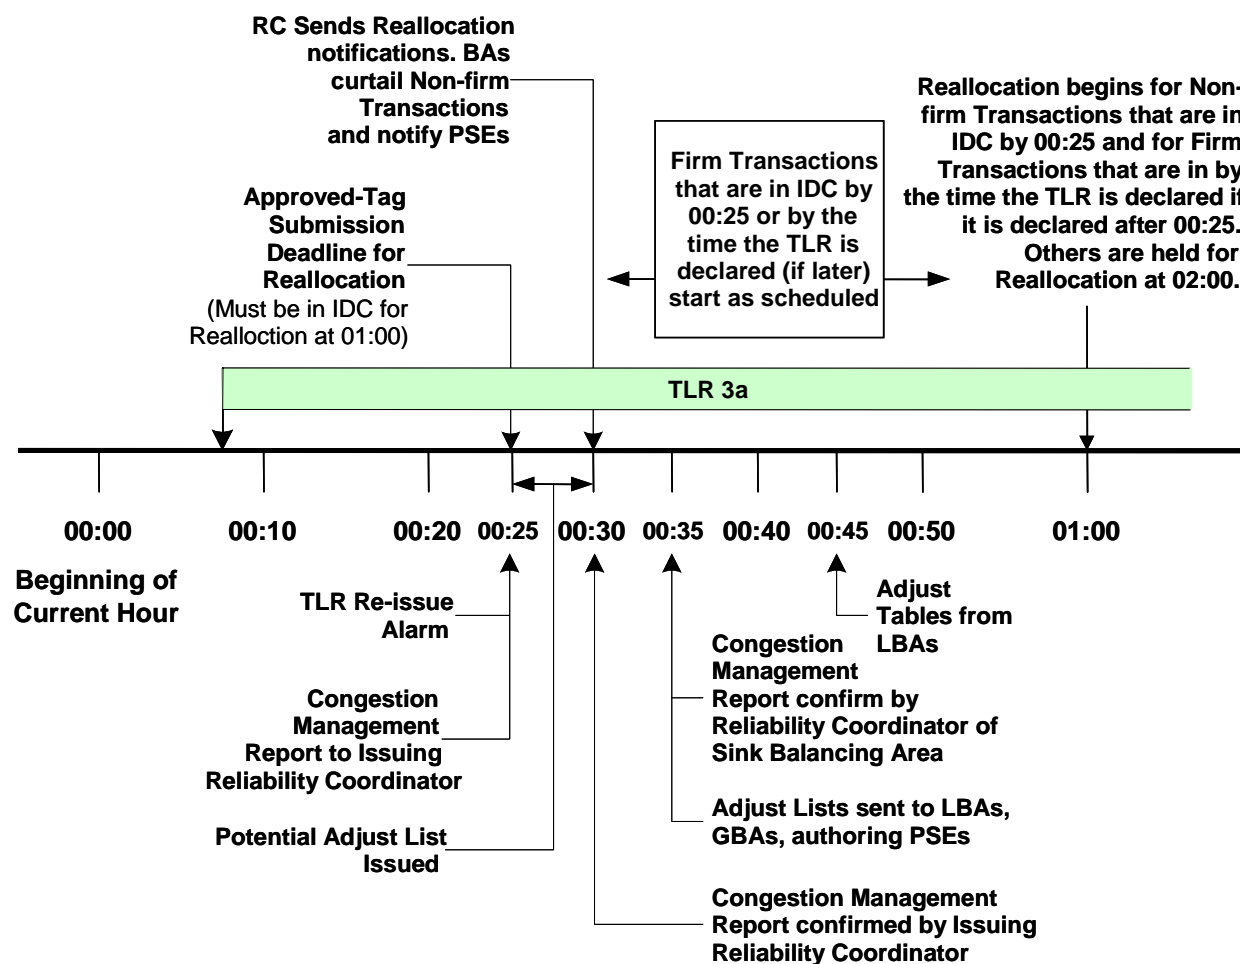 RC Sends Reallocation
notifications. BAs
curtail Non-firm
Transactions
and notify PSEs
Reallocation begins for Non-
firm Transactions that are in
IDC by 00:25 and for Firm
Transactions that are in by
the time the TLR is declared if
it is declared after 00:25.
Others are held for
Reallocation at 02:00.
Firm Transactions
that are in IDC by
00:25 or by the
time the TLR is
declared (if later)
start as scheduled
Approved-Tag
Submission
Deadline for
Reallocation
(Must be in IDC for
Realloction at 01:00)
TLR 3a
00:00 00:10 00:20 00:25 00:30 00:35 00:40 00:45 00:50 01:00
Beginning of
Current Hour
TLR Re-issue
Alarm
Adjust
Tables from
LBAs
Congestion
Management
Report to Issuing
Reliability Coordinator
Congestion
Management
Report confirm by
Reliability Coordinator of
Sink Balancing Area
Potential Adjust List
Issued
Adjust Lists sent to LBAs,
GBAs, authoring PSEs
Congestion Management
Report confirmed by Issuing
Reliability Coordinator